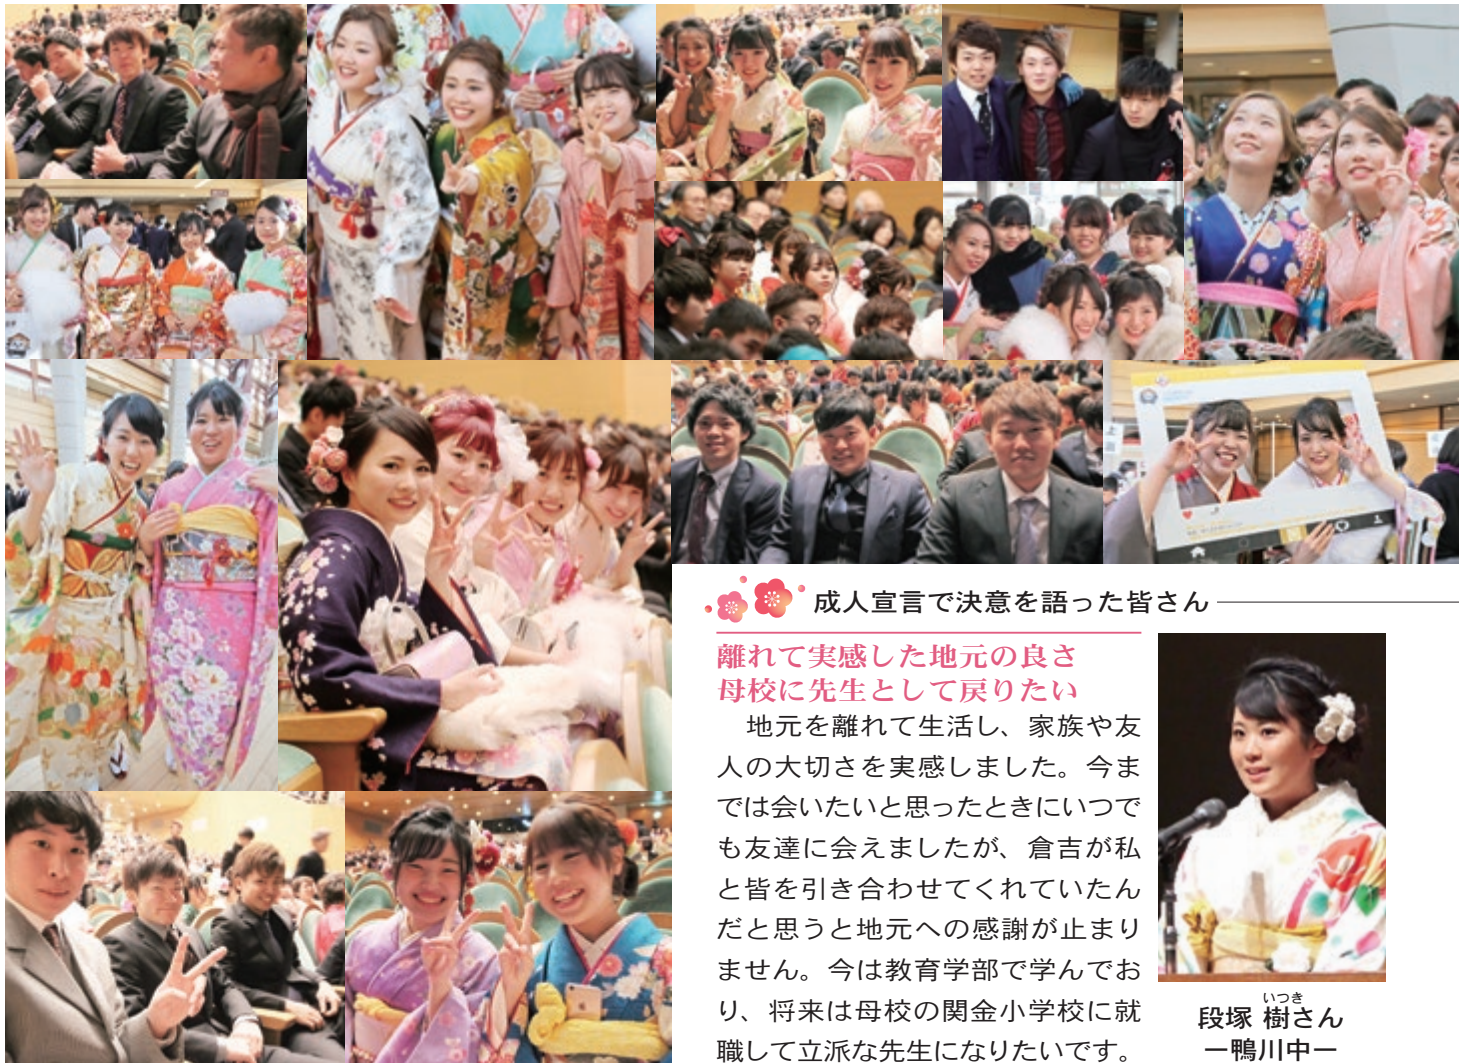 成人宣言で決意を語った皆さん
離れて実感した地元の良さ
母校に先生として戻りたい
　地元を離れて生活し、家族や友
人の大切さを実感しました。今ま
では会いたいと思ったときにいつで
も友達に会えましたが、倉吉が私
と皆を引き合わせてくれていたん
だと思うと地元への感謝が止まり
ません。今は教育学部で学んでお
り、将来は母校の関金小学校に就
職して立派な先生になりたいです。
いつき
段塚 樹さん
ー鴨川中ー